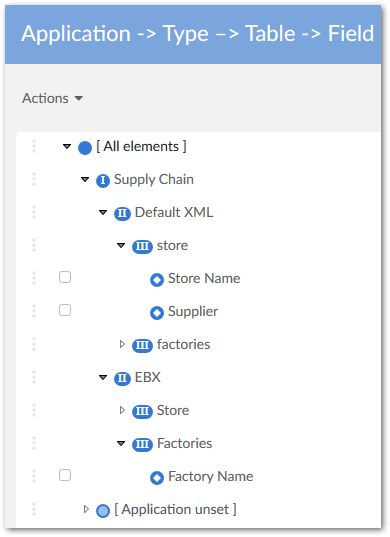 Application -> Type –> Table -> Field
Actions
[ All elements ]
I Supply Chain
II Default XML
III store
Store Name
Supplier
III factories
II EBX
III Store
III Factories
Factory Name
[ Application unset ]